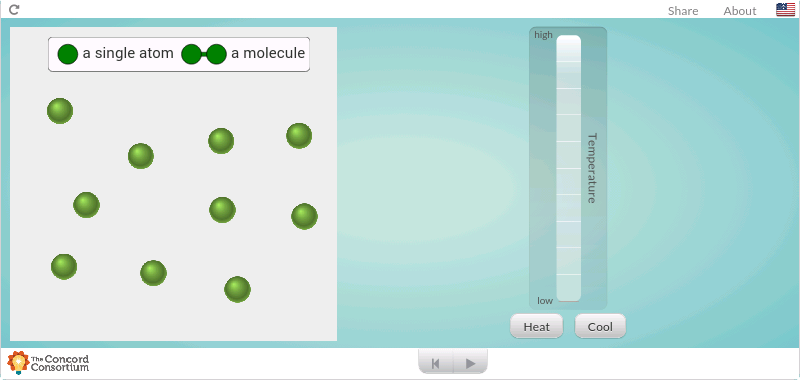 Share About
a single atom a molecule
high
Temperature
low
Heat Cool
The Concord
Consortium